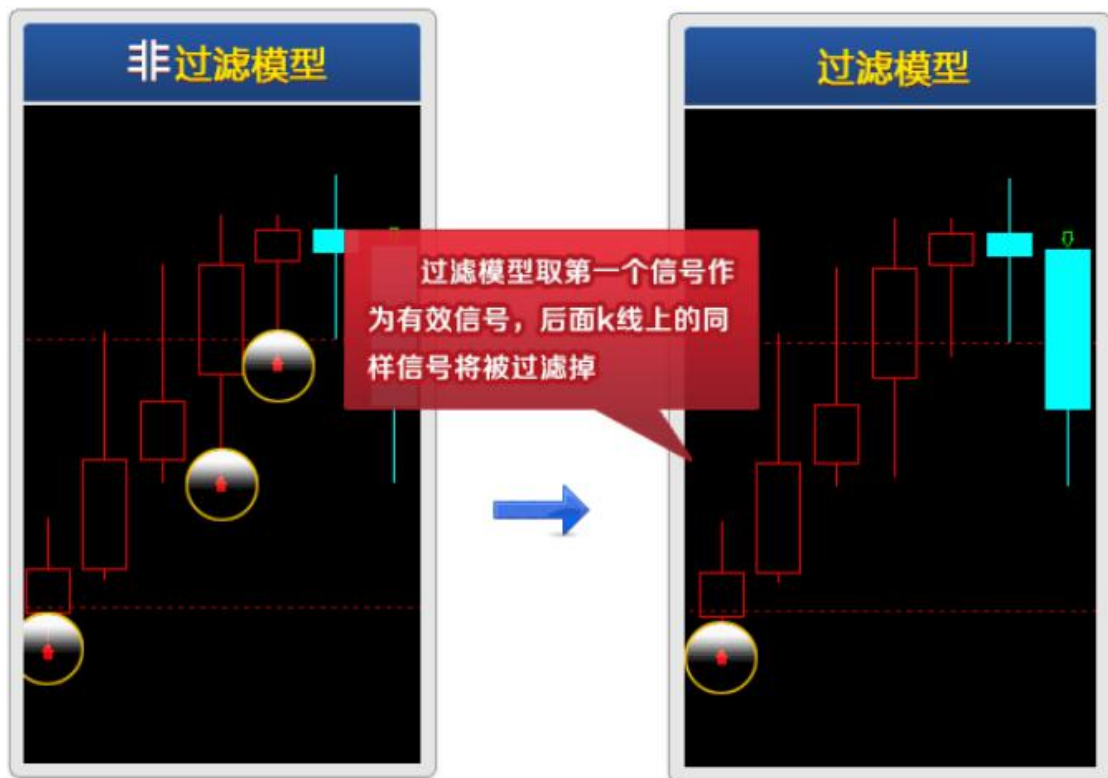 非过滤模型
过滤模型
过滤模型取第一个信号作
为有效信号，后面k线上的同
样信号将被过滤掉